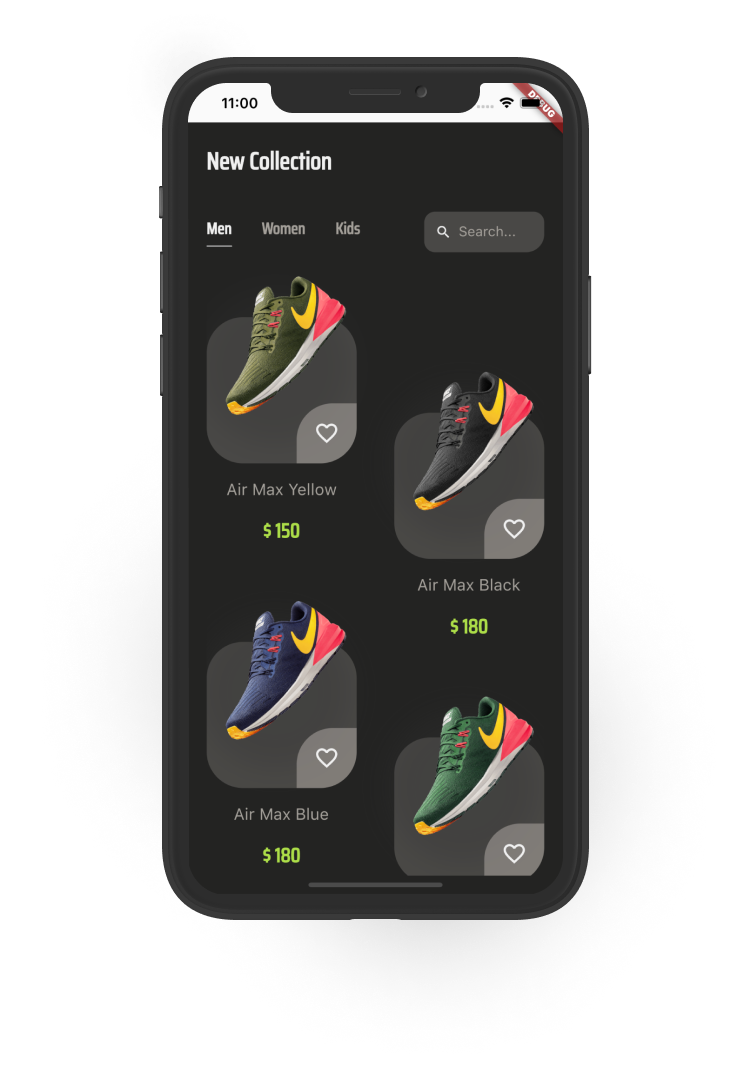 11:00
DEBUG
New Collection
Men Women Kids
Search...
Air Max Yellow
$ 150
Air Max Black
$ 180
Air Max Blue
$ 180